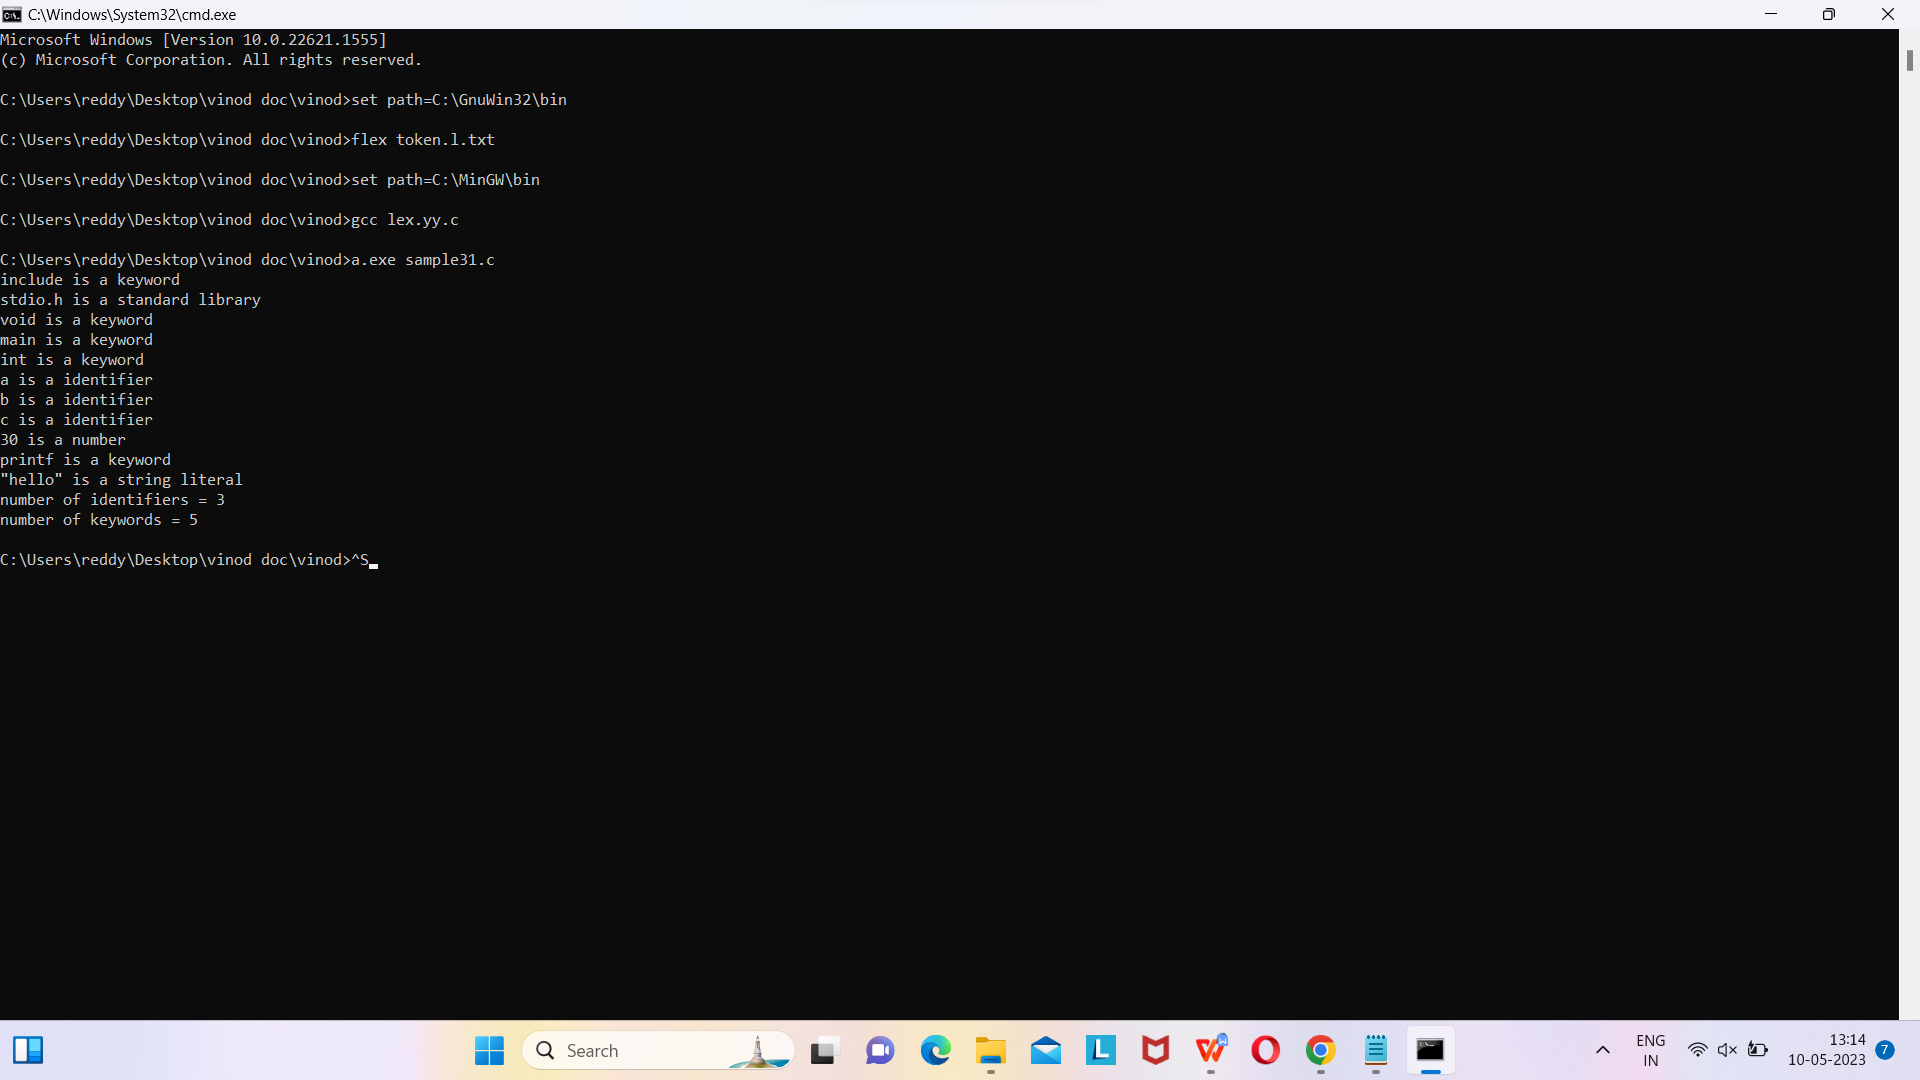 C:\Windows\System32\cmd.exe
Microsoft Windows [Version 10.0.22621.1555]
(c) Microsoft Corporation. All rights reserved.
C:\Users\reddy\Desktop\vinod doc\vinod>set path=C:\GnuWin32\bin
C:\Users\reddy\Desktop\vinod doc\vinod>flex token.l.txt
C:\Users\reddy\Desktop\vinod doc\vinod>set path=C:\MinGW\bin
C:\Users\reddy\Desktop\vinod doc\vinod>gcc lex.yy.c
C:\Users\reddy\Desktop\vinod doc\vinod>a.exe sample31.c
include is a keyword
stdio.h is a standard library
void is a keyword
main is a keyword
int is a keyword
a is a identifier
b is a identifier
c is a identifier
30 is a number
printf is a keyword
"hello" is a string literal
number of identifiers = 3
number of keywords = 5
C:\Users\reddy\Desktop\vinod doc\vinod>^S
Search
ENG
IN
13:14
10-05-2023
7